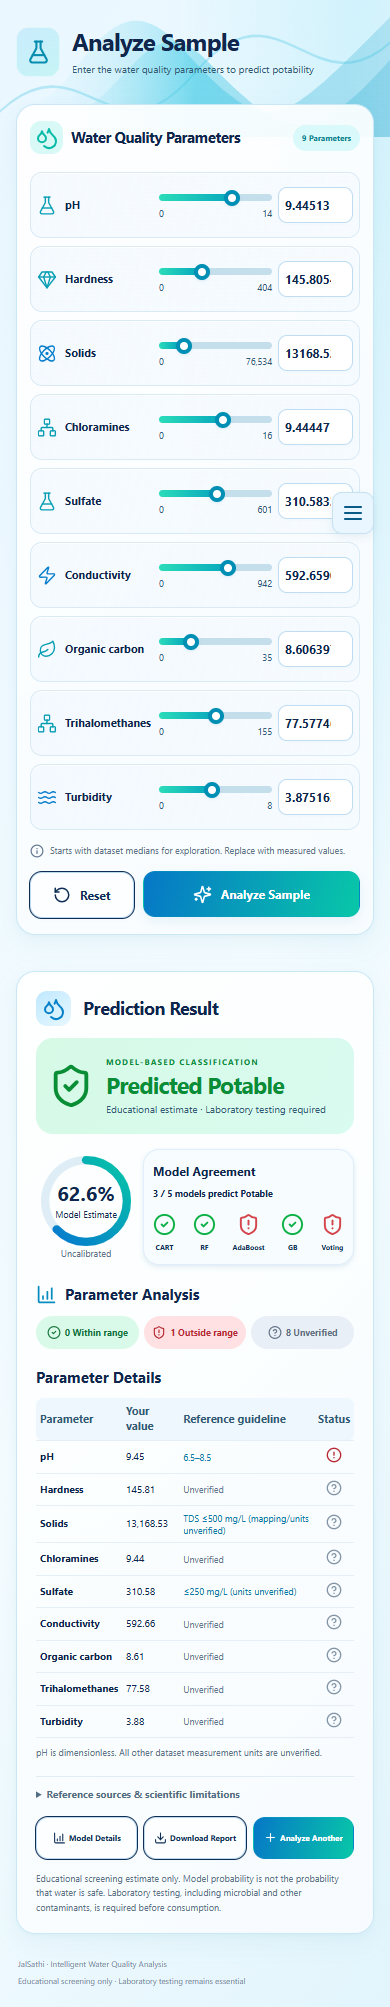 Analyze Sample
Enter the water quality parameters to predict potability
Water Quality Parameters
9 Parameters
pH
0
14
9.44513
Hardness
0
404
145.805
Solids
0
76,534
13168.5
Chloramines
0
16
9.44447
Sulfate
0
601
310.583
Conductivity
0
942
592.659
Organic carbon
0
35
8.60639
Trihalomethanes
0
155
77.5774
Turbidity
0
8
3.87516
Starts with dataset medians for exploration. Replace with measured values.
Reset
Analyze Sample
Prediction Result
MODEL-BASED CLASSIFICATION
Predicted Potable
Educational estimate · Laboratory testing required
62.6%
Model Estimate
Uncalibrated
Model Agreement
3 / 5 models predict Potable
CART
RF
AdaBoost
GB
Voting
Parameter Analysis
0 Within range
1 Outside range
8 Unverified
Parameter Details
Parameter Your value Reference guideline Status
pH 9.45 6.5–8.5
Hardness 145.81 Unverified
Solids 13,168.53 TDS ≤500 mg/L (mapping/units unverified)
Chloramines 9.44 Unverified
Sulfate 310.58 ≤250 mg/L (units unverified)
Conductivity 592.66 Unverified
Organic carbon 8.61 Unverified
Trihalomethanes 77.58 Unverified
Turbidity 3.88 Unverified
pH is dimensionless. All other dataset measurement units are unverified.
Reference sources & scientific limitations
Model Details
Download Report
Analyze Another
Educational screening estimate only. Model probability is not the probability
that water is safe. Laboratory testing, including microbial and other
contaminants, is required before consumption.
JalSathi · Intelligent Water Quality Analysis
Educational screening only · Laboratory testing remains essential